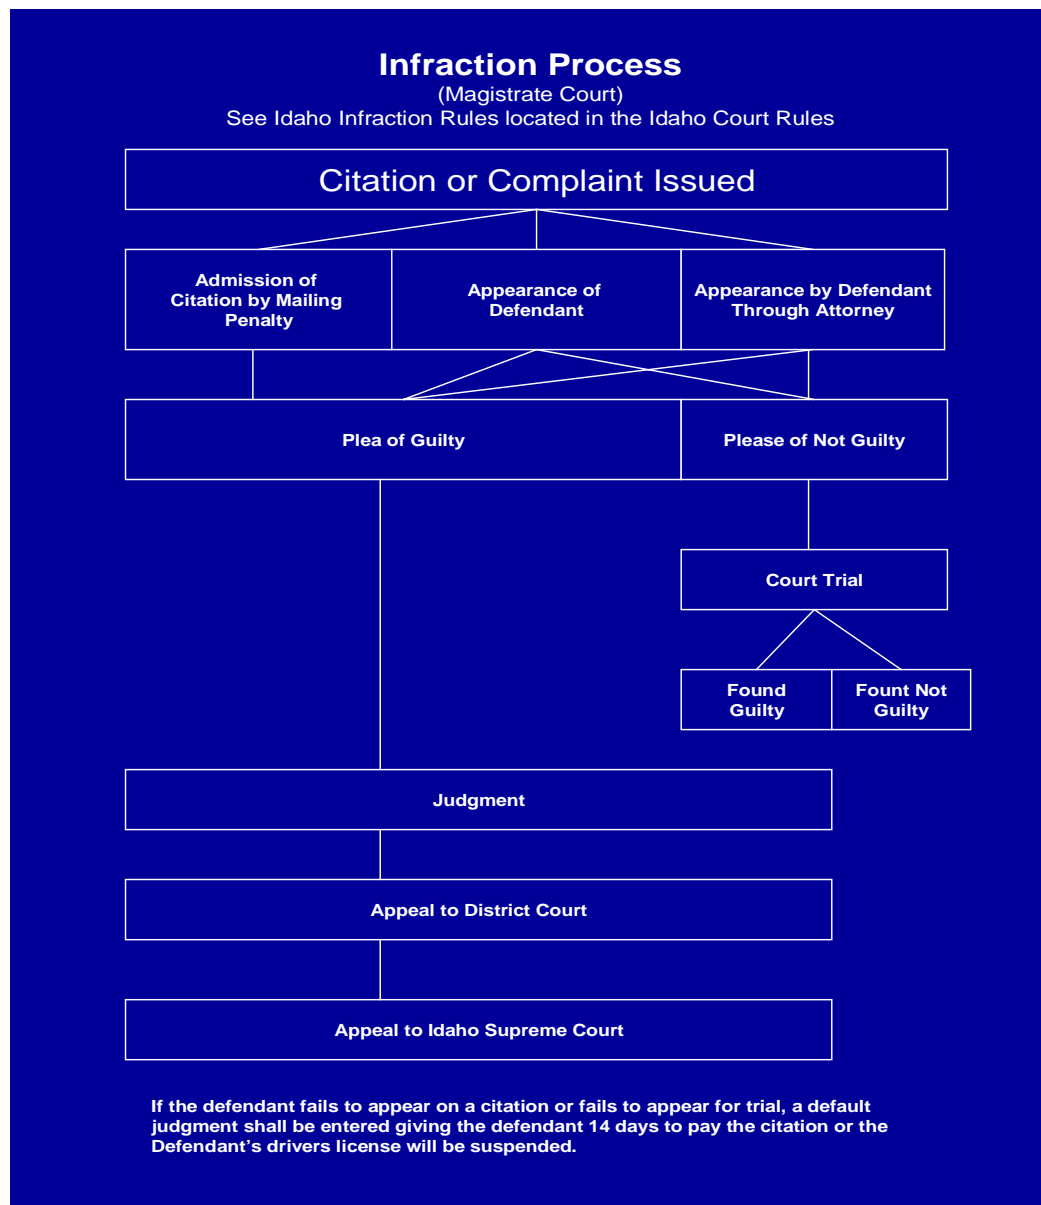 Infraction Process
(Magistrate Court)
See Idaho Infraction Rules located in the Idaho Court Rules
Citation or Complaint Issued
Admission of
Citation by Mailing
Penalty
Appearance of
Defendant
Appearance by Defendant
Through Attorney
Plea of Guilty
Please of Not Guilty
Court Trial
Found
Guilty
Fount Not
Guilty
Judgment
Appeal to District Court
Appeal to Idaho Supreme Court
If the defendant fails to appear on a citation or fails to appear for trial, a default
judgment shall be entered giving the defendant 14 days to pay the citation or the
Defendant’s drivers license will be suspended.